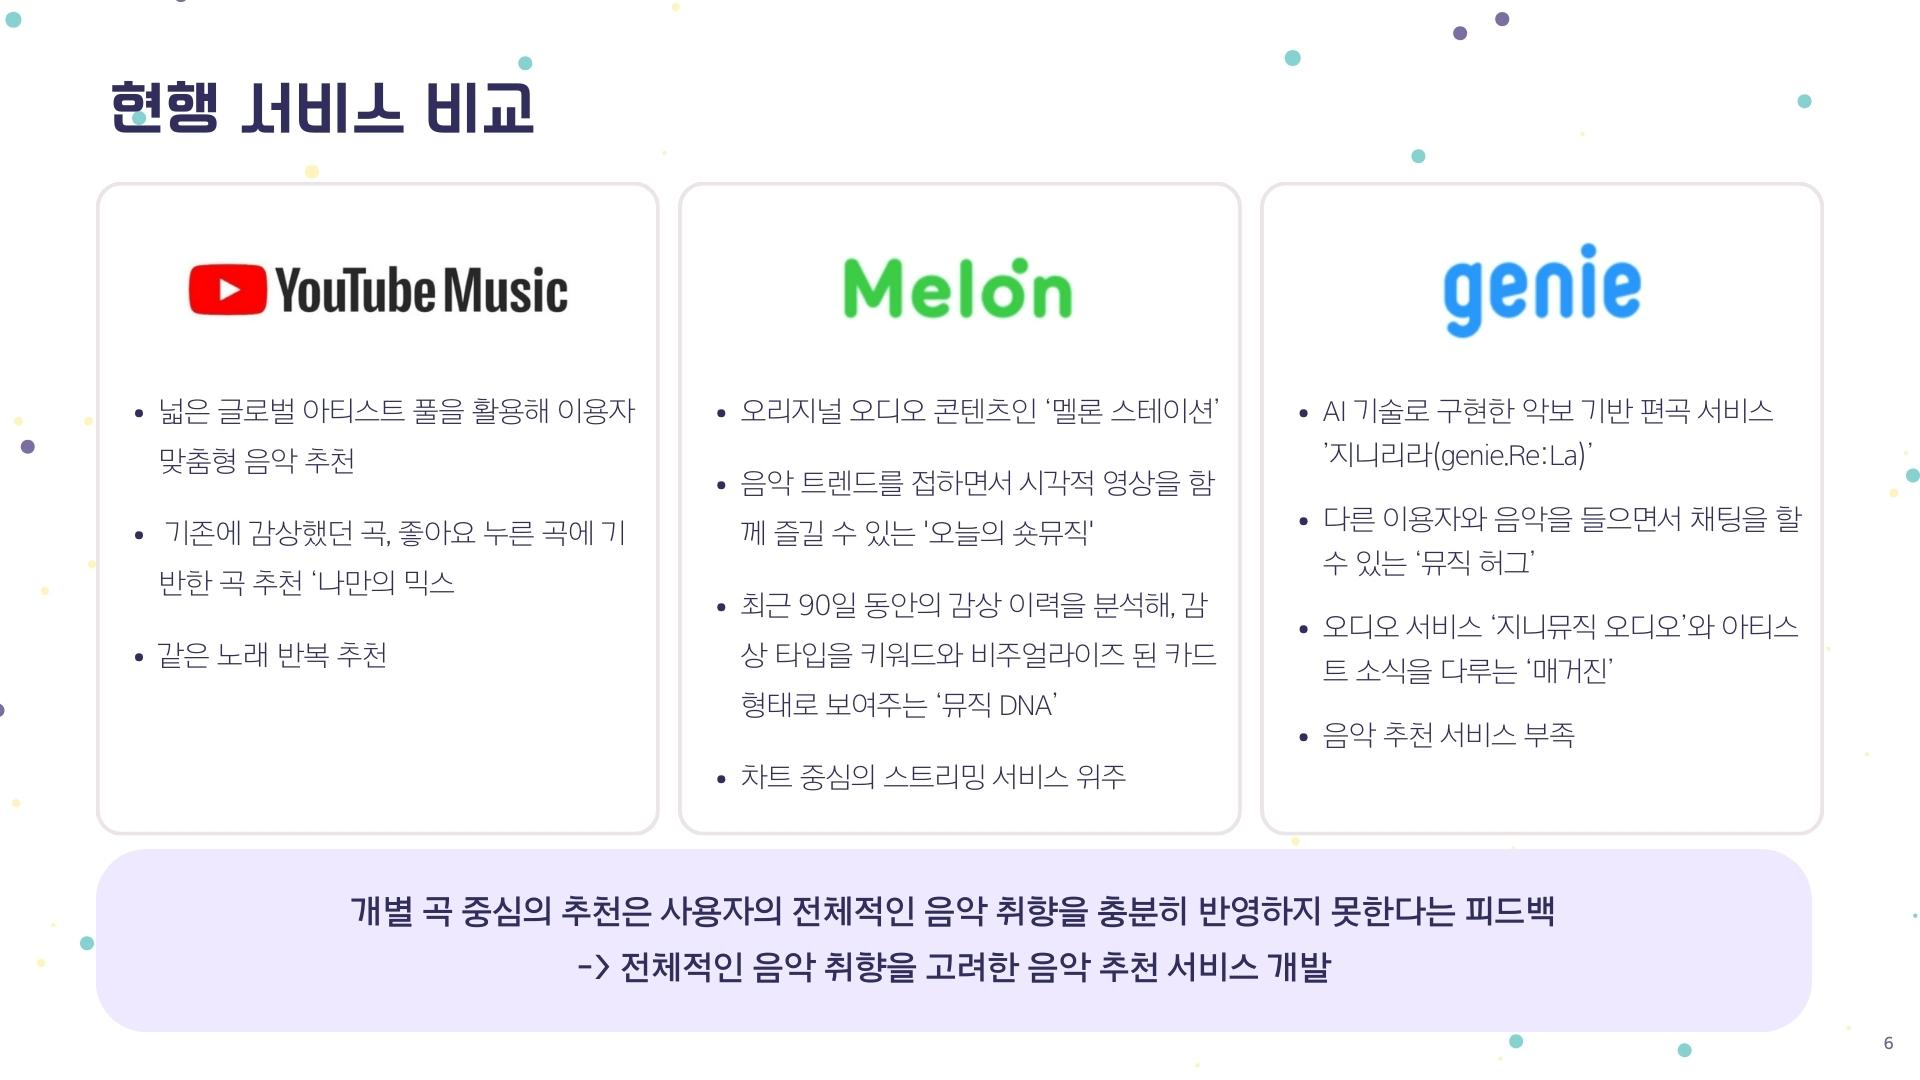 현행 서비스 비교
YouTube Music
• 넓은 글로벌 아티스트 풀을 활용해 이용자
맞춤형 음악 추천
• 기존에 감상했던 곡, 좋아요 누른 곡에 기
반한 곡 추천 ‘나만의 믹스
• 같은 노래 반복 추천
Melon
• 오리지널 오디오 콘텐츠인 ‘멜론 스테이션’
• 음악 트렌드를 접하면서 시각적 영상을 함
께 즐길 수 있는 '오늘의 숏뮤직'
• 최근 90일 동안의 감상 이력을 분석해, 감
상 타입을 키워드와 비주얼라이즈 된 카드
형태로 보여주는 ‘뮤직 DNA’
• 차트 중심의 스트리밍 서비스 위주
genie
• AI 기술로 구현한 악보 기반 편곡 서비스
’지니리라(genie.Re:La)’
• 다른 이용자와 음악을 들으면서 채팅을 할
수 있는 ‘뮤직 허그’
• 오디오 서비스 ‘지니뮤직 오디오’와 아티스
트 소식을 다루는 ‘매거진’
• 음악 추천 서비스 부족
개별 곡 중심의 추천은 사용자의 전체적인 음악 취향을 충분히 반영하지 못한다는 피드백
-> 전체적인 음악 취향을 고려한 음악 추천 서비스 개발
6